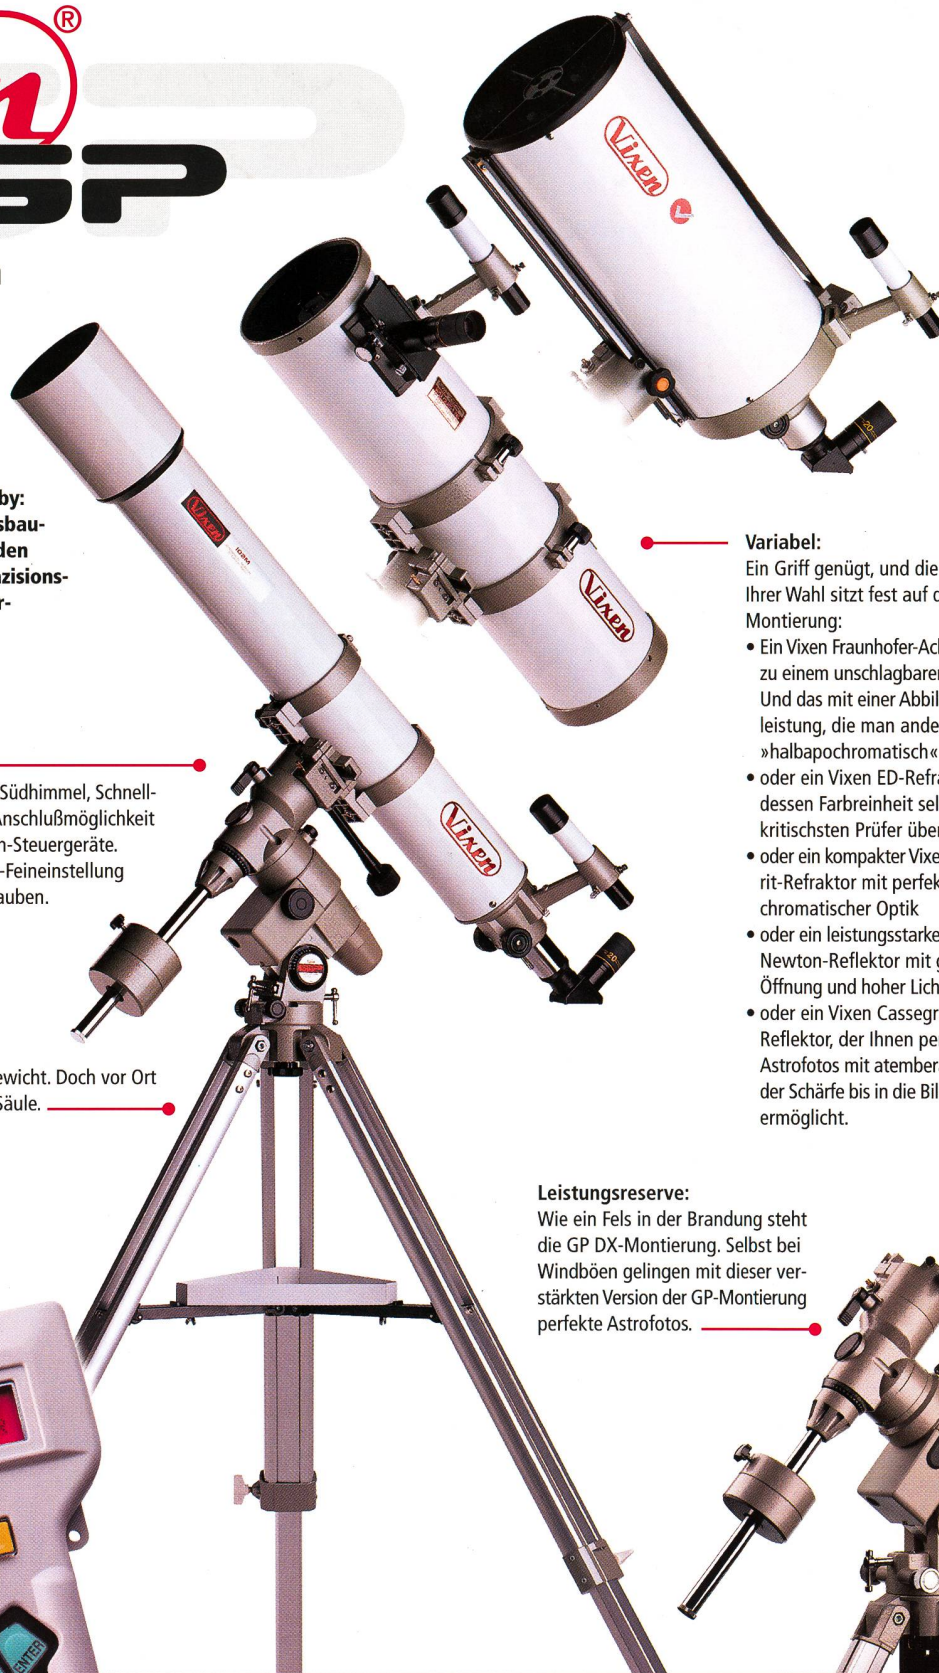 ®
GP
Vixen
Vixen
102M
Vixen
Vixen
20
20
by:
sbau-
den
zisions-
r-
Südhimmel, Schnell-
Anschlußmöglichkeit
n-Steuergeräte.
-Feineinstellung
auben.
ewicht. Doch vor Ort
Säule.
Variabel:
Ein Griff genügt, und die
Ihrer Wahl sitzt fest auf d
Montierung:
• Ein Vixen Fraunhofer-Ach
zu einem unschlagbaren
Und das mit einer Abbil
leistung, die man ande
»halbapochromatisch«
• oder ein Vixen ED-Refra
dessen Farbreinheit sel
kritischsten Prüfer über
• oder ein kompakter Vixe
rit-Refraktor mit perfek
chromatischer Optik
• oder ein leistungsstarke
Newton-Reflektor mit g
Öffnung und hoher Lich
• oder ein Vixen Cassegr
Reflektor, der Ihnen per
Astrofotos mit atembera
der Schärfe bis in die Bil
ermöglicht.
Leistungsreserve:
Wie ein Fels in der Brandung steht
die GP DX-Montierung. Selbst bei
Windböen gelingen mit dieser ver-
stärkten Version der GP-Montierung
perfekte Astrofotos.
ENTER